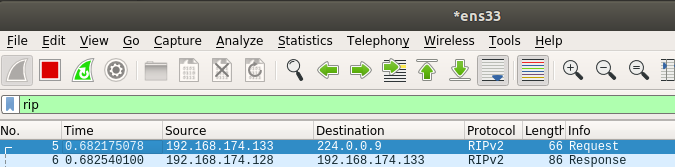 *ens33
File Edit View Go Capture Analyze Statistics Telephony Wireless Tools Help
rip
No. Time Source Destination Protocol Length Info
5 0.682175078 192.168.174.133 224.0.0.9 RIPv2 66 Request
6 0.682540100 192.168.174.128 192.168.174.133 RIPv2 86 Response